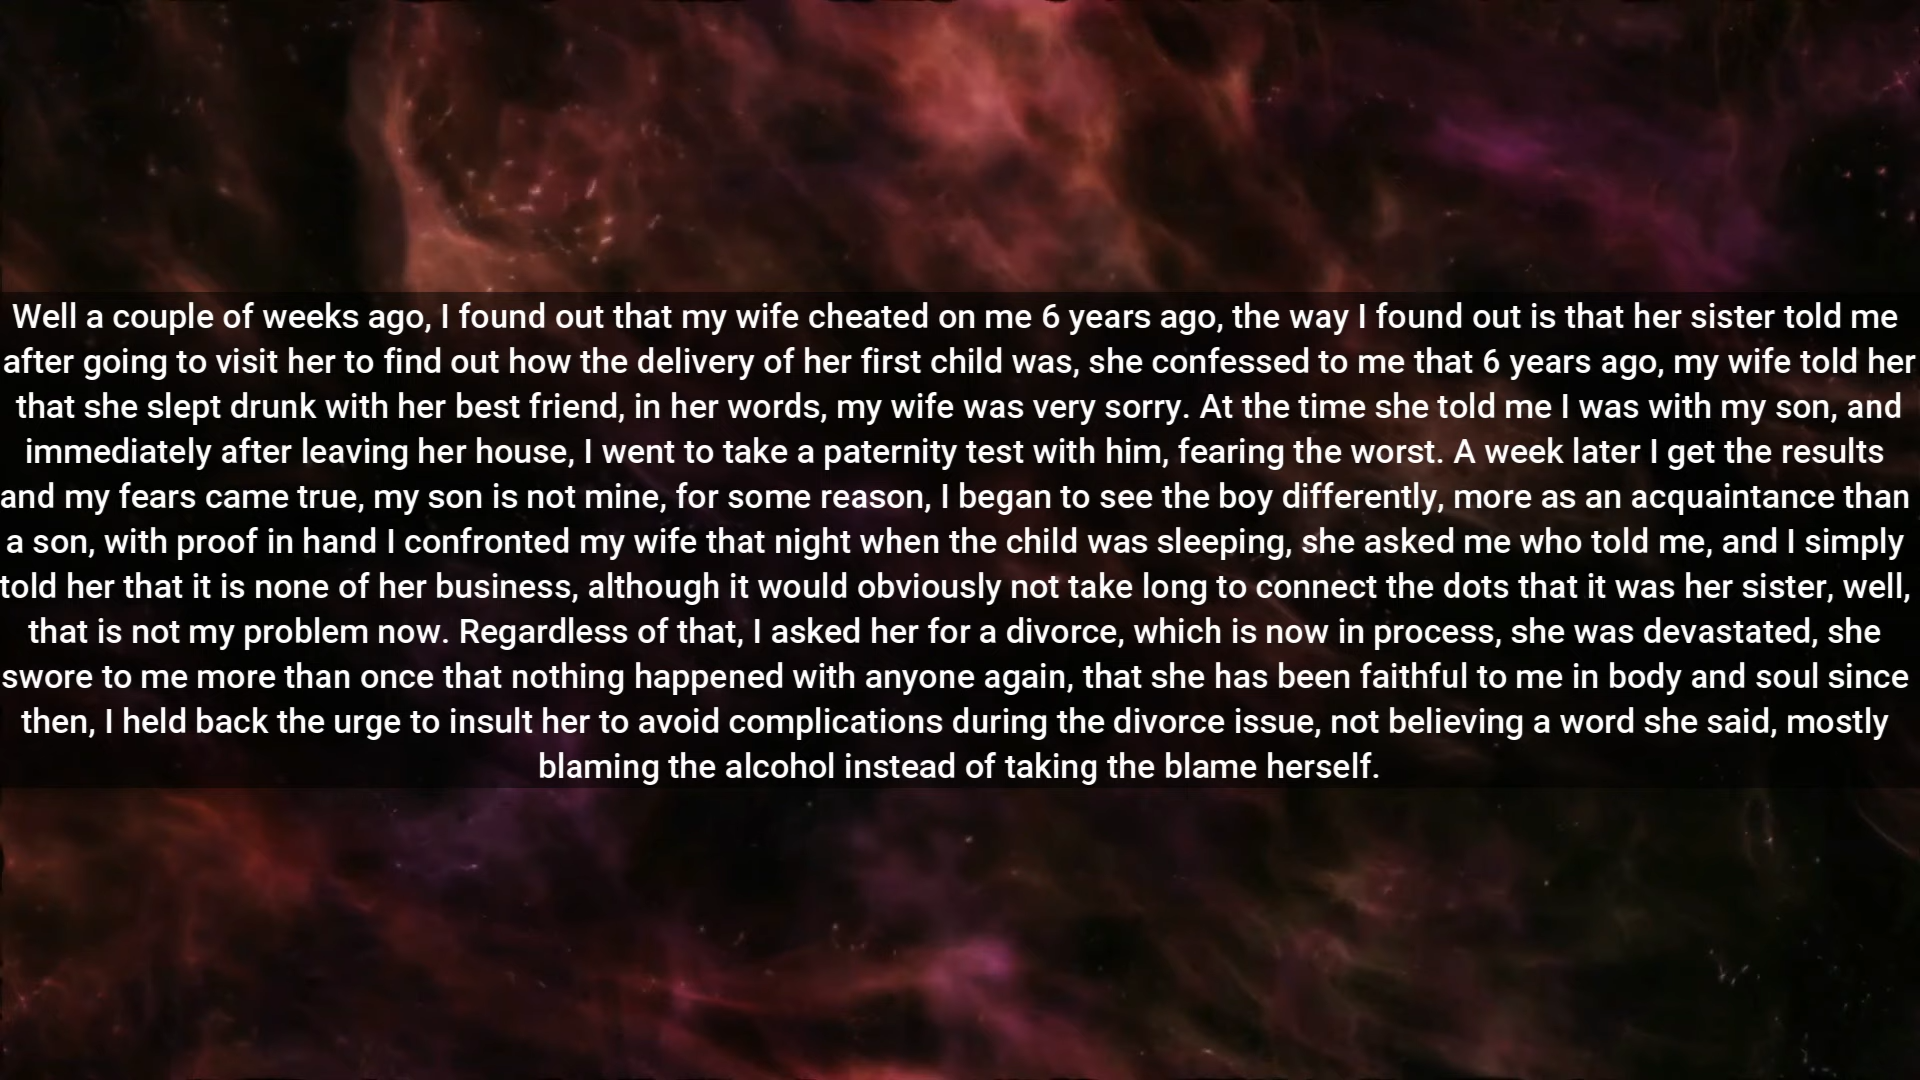 Well a couple of weeks ago, I found out that my wife cheated on me 6 years ago, the way I found out is that her sister told me
after going to visit her to find out how the delivery of her first child was, she confessed to me that 6 years ago, my wife told her
that she slept drunk with her best friend, in her words, my wife was very sorry. At the time she told me I was with my son, and
immediately after leaving her house, I went to take a paternity test with him, fearing the worst. A week later I get the results
and my fears came true, my son is not mine, for some reason, I began to see the boy differently, more as an acquaintance than
a son, with proof in hand I confronted my wife that night when the child was sleeping, she asked me who told me, and I simply
told her that it is none of her business, although it would obviously not take long to connect the dots that it was her sister, well,
that is not my problem now. Regardless of that, I asked her for a divorce, which is now in process, she was devastated, she
swore to me more than once that nothing happened with anyone again, that she has been faithful to me in body and soul since
then, I held back the urge to insult her to avoid complications during the divorce issue, not believing a word she said, mostly
blaming the alcohol instead of taking the blame herself.